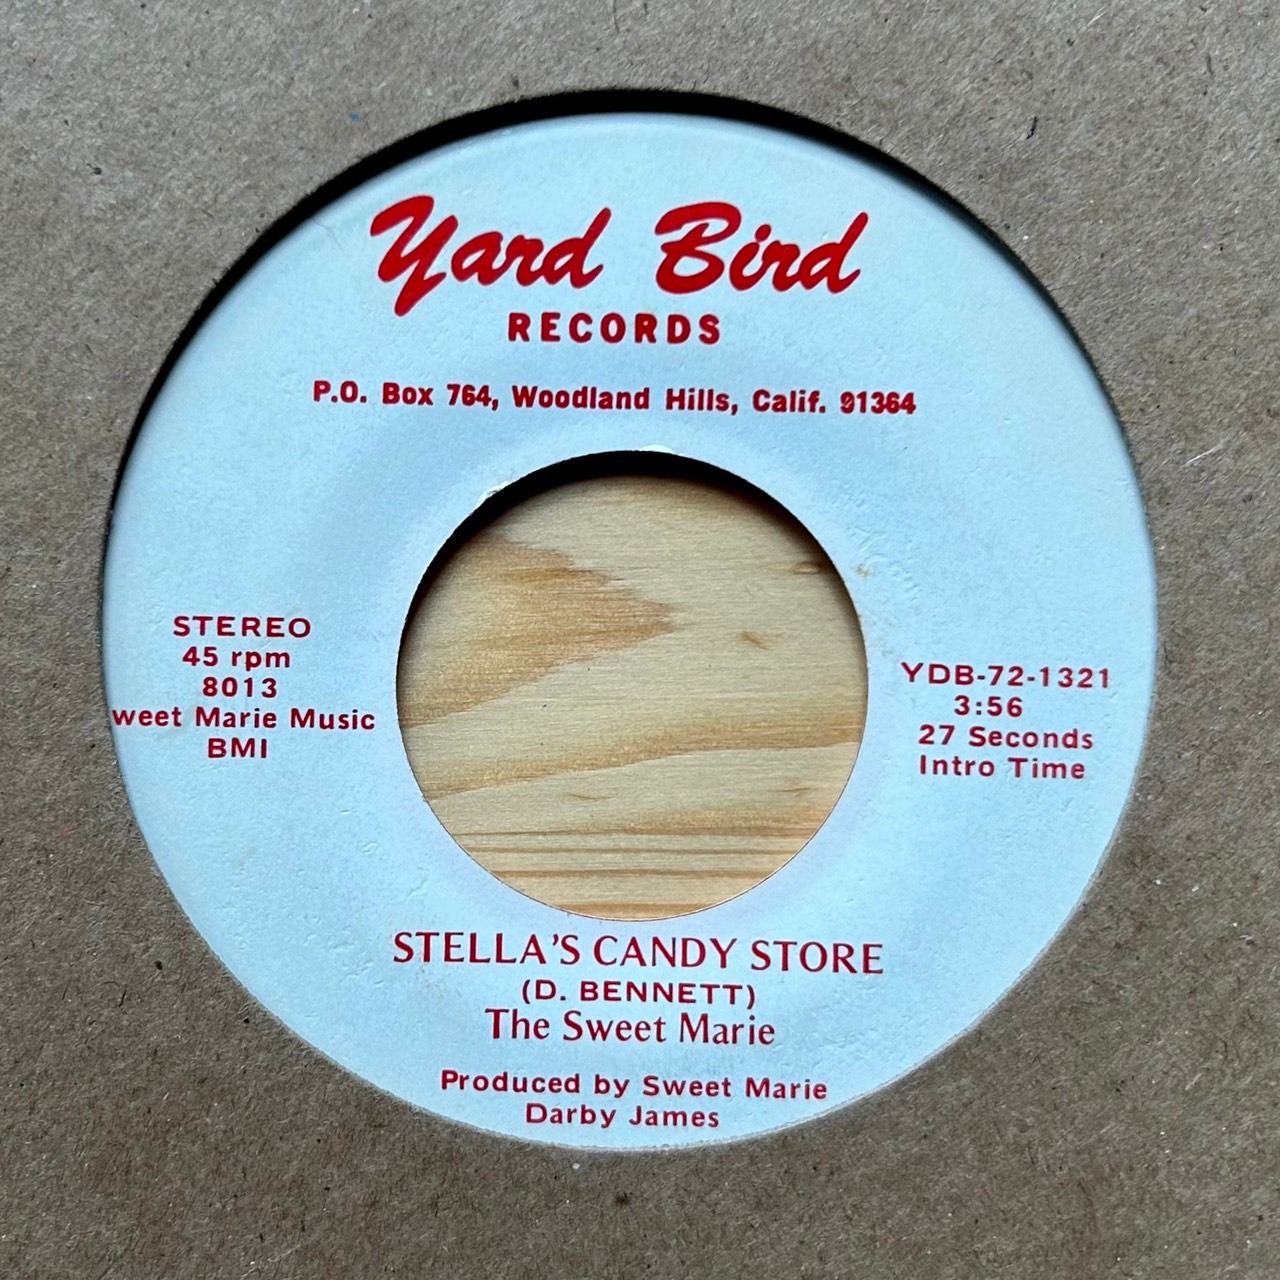 Yard Bird
RECORDS
P.O. Box 764, Woodland Hills, Calif. 91364
STEREO
45 rpm
8013
weet Marie Music
BMI
YDB-72-1321
3:56
27 Seconds
Intro Time
STELLA'S CANDY STORE
(D. BENNETT)
The Sweet Marie
Produced by Sweet Marie
Darby James